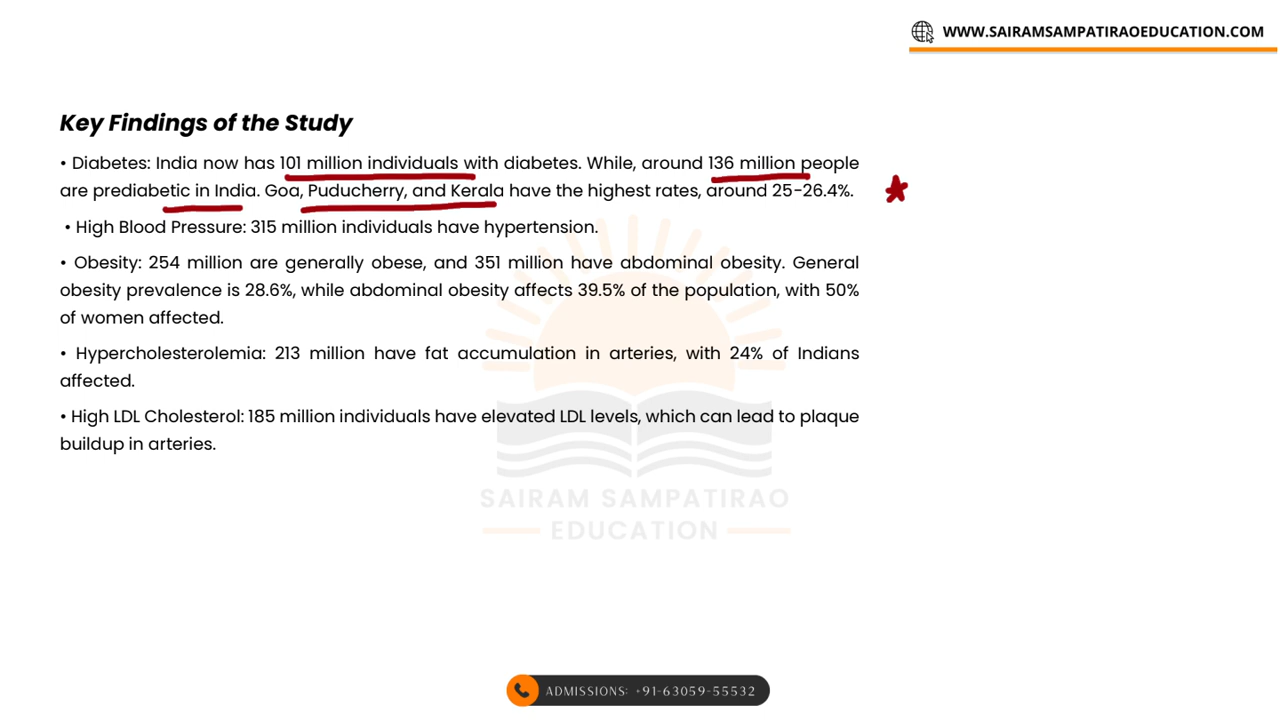 WWW.SAIRAMSAMPATIRAOEDUCATION.COM
Key Findings of the Study
• Diabetes: India now has 101 million individuals with diabetes. While, around 136 million people
are prediabetic in India. Goa, Puducherry, and Kerala have the highest rates, around 25-26.4%.
• High Blood Pressure: 315 million individuals have hypertension.
• Obesity: 254 million are generally obese, and 351 million have abdominal obesity. General
obesity prevalence is 28.6%, while abdominal obesity affects 39.5% of the population, with 50%
of women affected.
• Hypercholesterolemia: 213 million have fat accumulation in arteries, with 24% of Indians
affected.
• High LDL Cholesterol: 185 million individuals have elevated LDL levels, which can lead to plaque
buildup in arteries.
SAIRAM SAMPATIRAO
EDUCATION
ADMISSIONS: +91-63059-55532